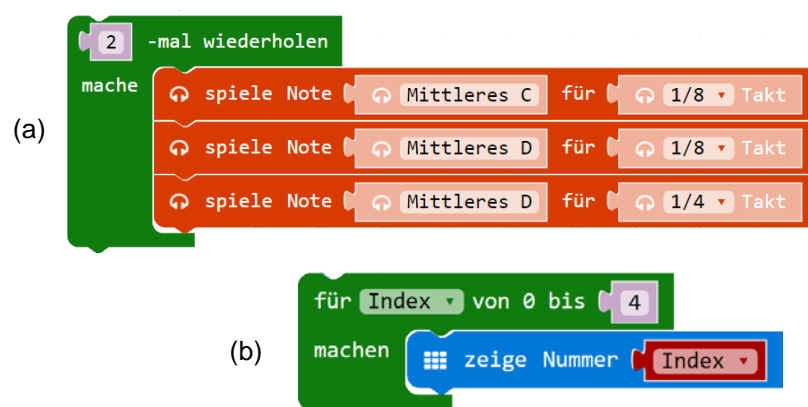 2 -mal wiederholen
mache
spiele Note Mittleres C für 1/8 Takt
(a)
spiele Note Mittleres D für 1/8 Takt
spiele Note Mittleres D für 1/4 Takt
für Index von 0 bis 4
(b)
machen
zeige Nummer Index